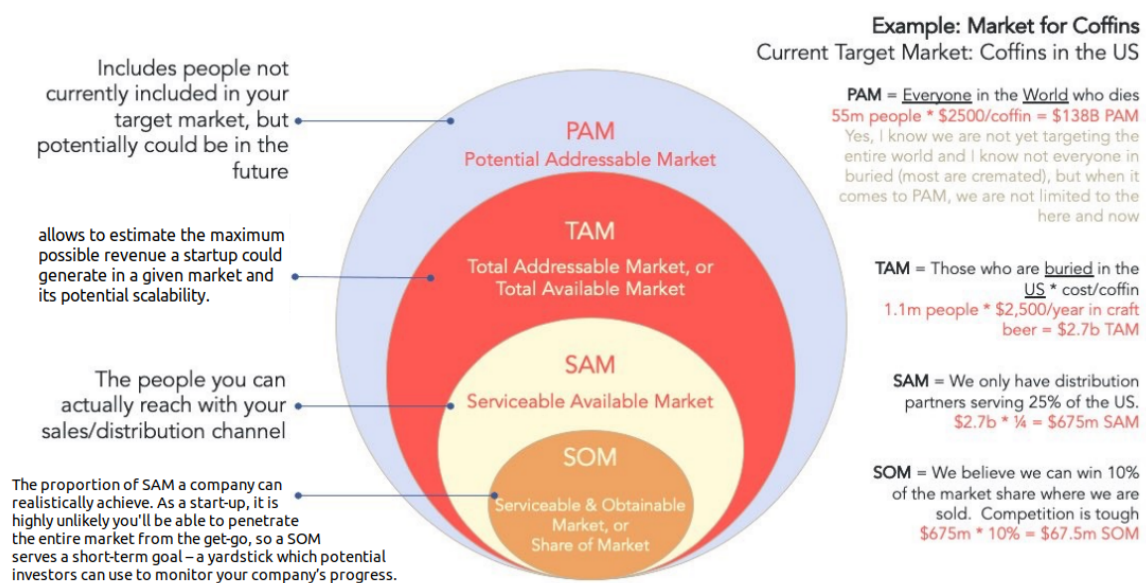 Includes people not
currently included in your
target market, but
potentially could be in the
future
allows to estimate the maximum
possible revenue a startup could
generate in a given market and
its potential scalability.
The people you can
actually reach with your
sales/distribution channel
The proportion of SAM a company can
realistically achieve. As a start-up, it is
highly unlikely you'll be able to penetrate
the entire market from the get-go, so a SOM
serves a short-term goal – a yardstick which potential
investors can use to monitor your company's progress.
PAM
Potential Addressable Market
TAM
Total Addressable Market, or
Total Available Market
SAM
Serviceable Available Market
SOM
Serviceable & Obtainable
Market, or
Share of Market
Example: Market for Coffins
Current Target Market: Coffins in the US
PAM = Everyone in the World who dies
55m people * $2500/coffin = $138B PAM
Yes, I know we are not yet targeting the
entire world and I know not everyone in
buried (most are cremated), but when it
comes to PAM, we are not limited to the
here and now
TAM = Those who are buried in the
US * cost/coffin
1.1m people * $2,500/year in craft
beer = $2.7b TAM
SAM = We only have distribution
partners serving 25% of the US.
$2.7b * ¼ = $675m SAM
SOM = We believe we can win 10%
of the market share where we are
sold. Competition is tough
$675m * 10% = $67.5m SOM